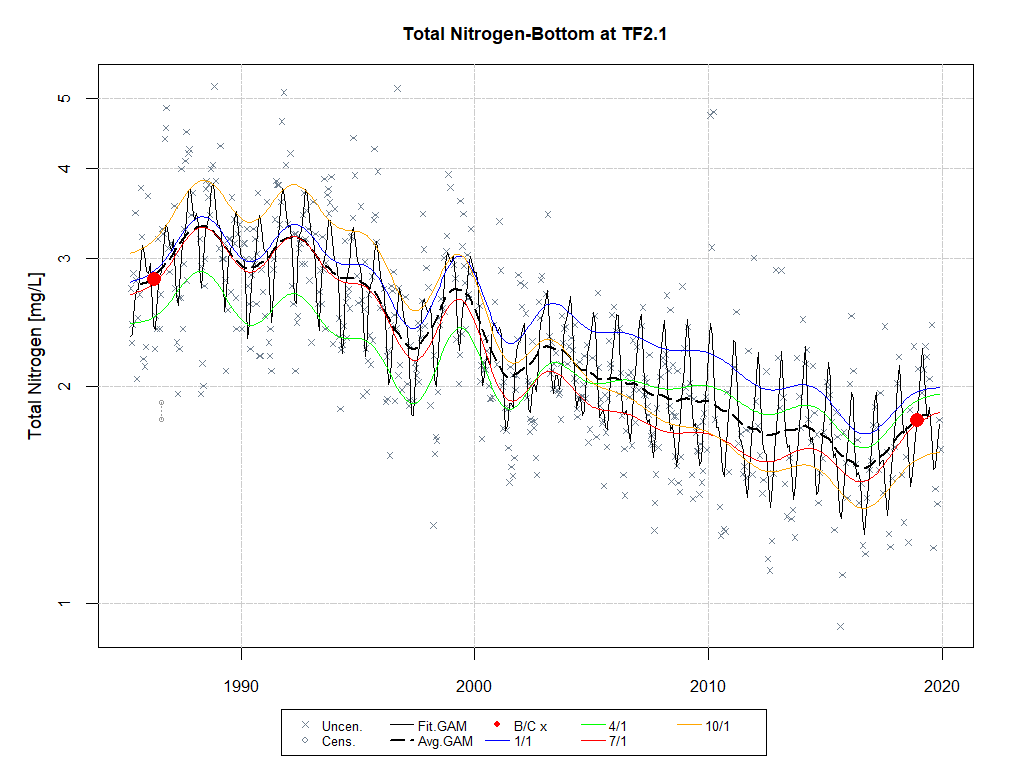 Total Nitrogen-Bottom at TF2.1
Total Nitrogen [mg/L]
5
4
3
2
1
1990 2000 2010 2020
Uncen. Fit.GAM B/C x 4/1 10/1
Cens. Avg.GAM 1/1 7/1